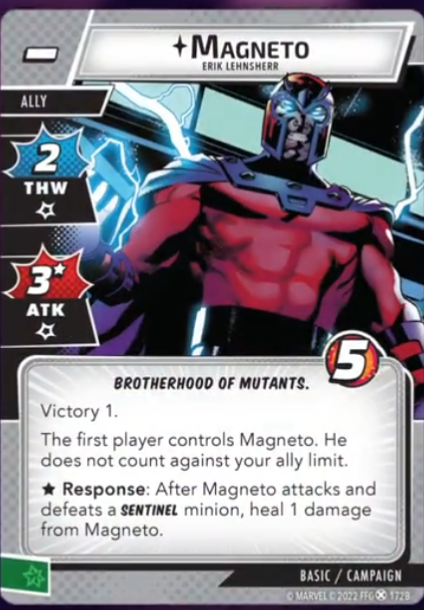 MAGNETO
ERIK LEHNSHERR
ALLY
2
THW
3★
ATK
5
BROTHERHOOD OF MUTANTS.
Victory 1.
The first player controls Magneto. He
does not count against your ally limit.
★ Response: After Magneto attacks and
defeats a SENTINEL minion, heal 1 damage
from Magneto.
BASIC / CAMPAIGN
© MARVEL © 2022 FFG